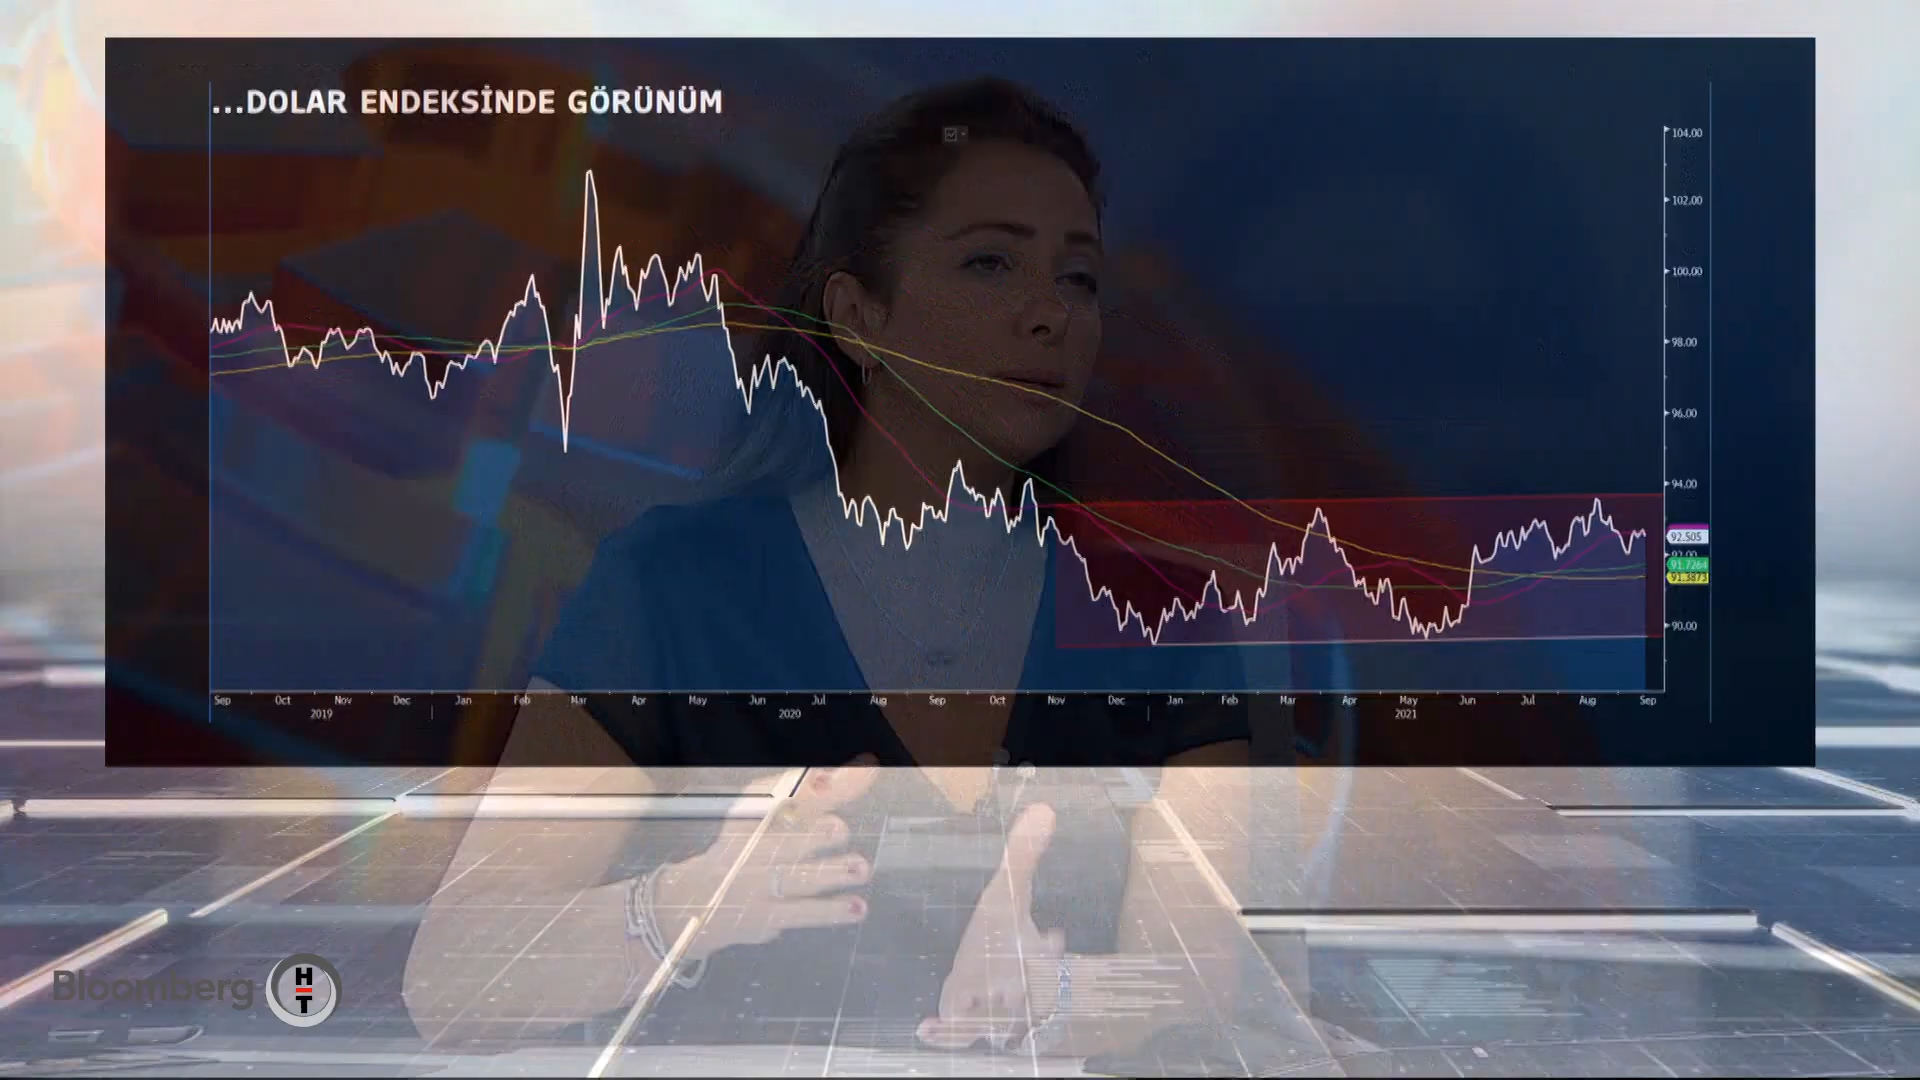 ...DOLAR ENDEKSİNDE GÖRÜNÜM
104.00
102.00
100.00
98.00
96.00
94.00
92.505
92.00
91.7264
91.3873
90.00
Sep Oct Nov Dec Jan Feb Mar Apr May Jun Jul Aug Sep Oct Nov Dec Jan Feb Mar Apr May Jun Jul Aug Sep
2019 2020 2021
Bloomberg HT